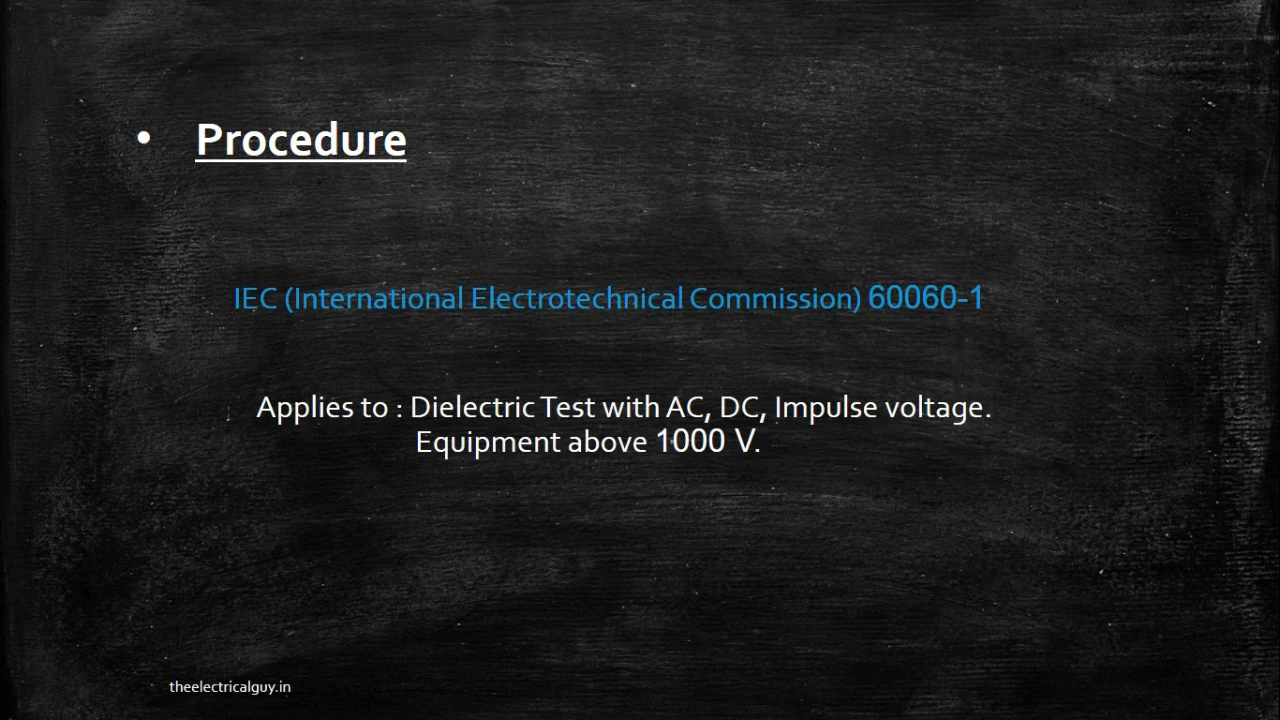 • Procedure
IEC (International Electrotechnical Commission) 60060-1
Applies to : Dielectric Test with AC, DC, Impulse voltage.
Equipment above 1000 V.
theelectricalguy.in